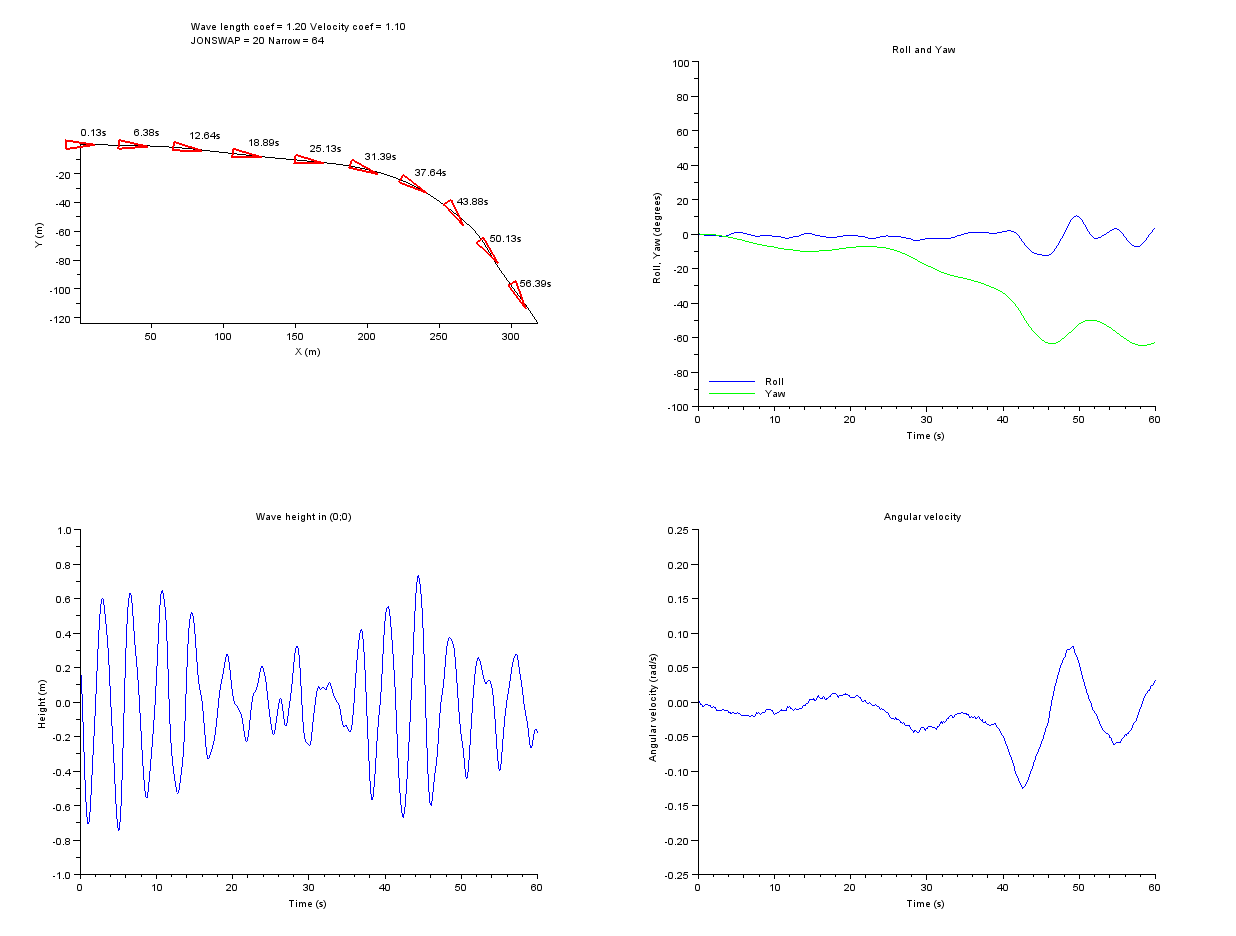 Wave length coef = 1.20 Velocity coef = 1.10
JONSWAP = 20 Narrow = 64
0.13s
6.38s
12.64s
18.89s
25.13s
31.39s
37.64s
43.88s
50.13s
56.39s
-20
-40
-60
-80
-100
-120
Y (m)
50
100
150
200
250
300
X (m)
Roll and Yaw
100
80
60
40
20
0
-20
-40
-60
-80
-100
Roll, Yaw (degrees)
Roll
Yaw
0
10
20
30
40
50
60
Time (s)
Wave height in (0;0)
1.0
0.8
0.6
0.4
0.2
0.0
-0.2
-0.4
-0.6
-0.8
-1.0
Height (m)
0
10
20
30
40
50
60
Time (s)
Angular velocity
0.25
0.20
0.15
0.10
0.05
0.00
-0.05
-0.10
-0.15
-0.20
-0.25
Angular velocity (rad/s)
0
10
20
30
40
50
60
Time (s)